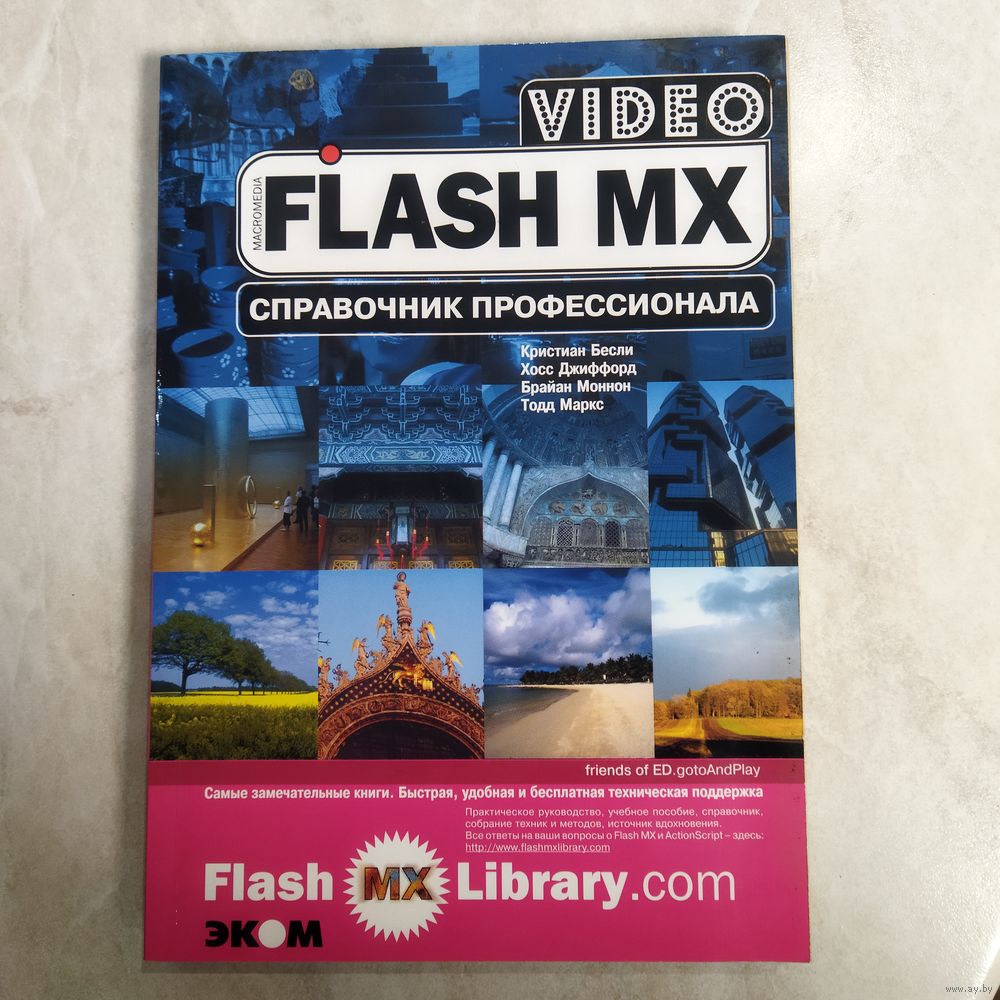 VIDEO
MACROMEDIA
FLASH MX
СПРАВОЧНИК ПРОФЕССИОНАЛА
Кристиан Бесли
Хосс Джиффорд
Брайан Моннон
Тодд Маркс
friends of ED.gotoAndPlay
Самые замечательные книги. Быстрая, удобная и бесплатная техническая поддержка
Практическое руководство, учебное пособие, справочник,
собрание техник и методов, источник вдохновения.
Все ответы на ваши вопросы о Flash MX и ActionScript – здесь:
http://www.flashmxlibrary.com
Flash MX Library.com
ЭКОМ
www.ay.by